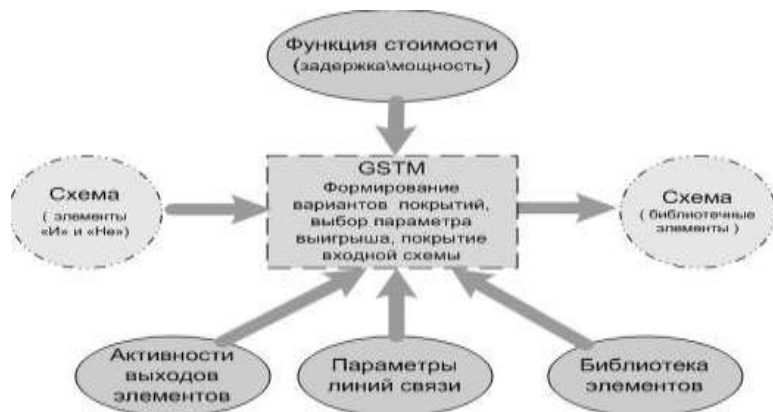 Функция стоимости
(задержка\мощность)
GSTM
Формирование
вариантов покрытий,
выбор параметра
выигрыша, покрытие
входной схемы
Схема
( элементы
«И» и «Не»)
Схема
( библиотечные
элементы )
Активности
выходов
элементов
Параметры
линий связи
Библиотека
элементов